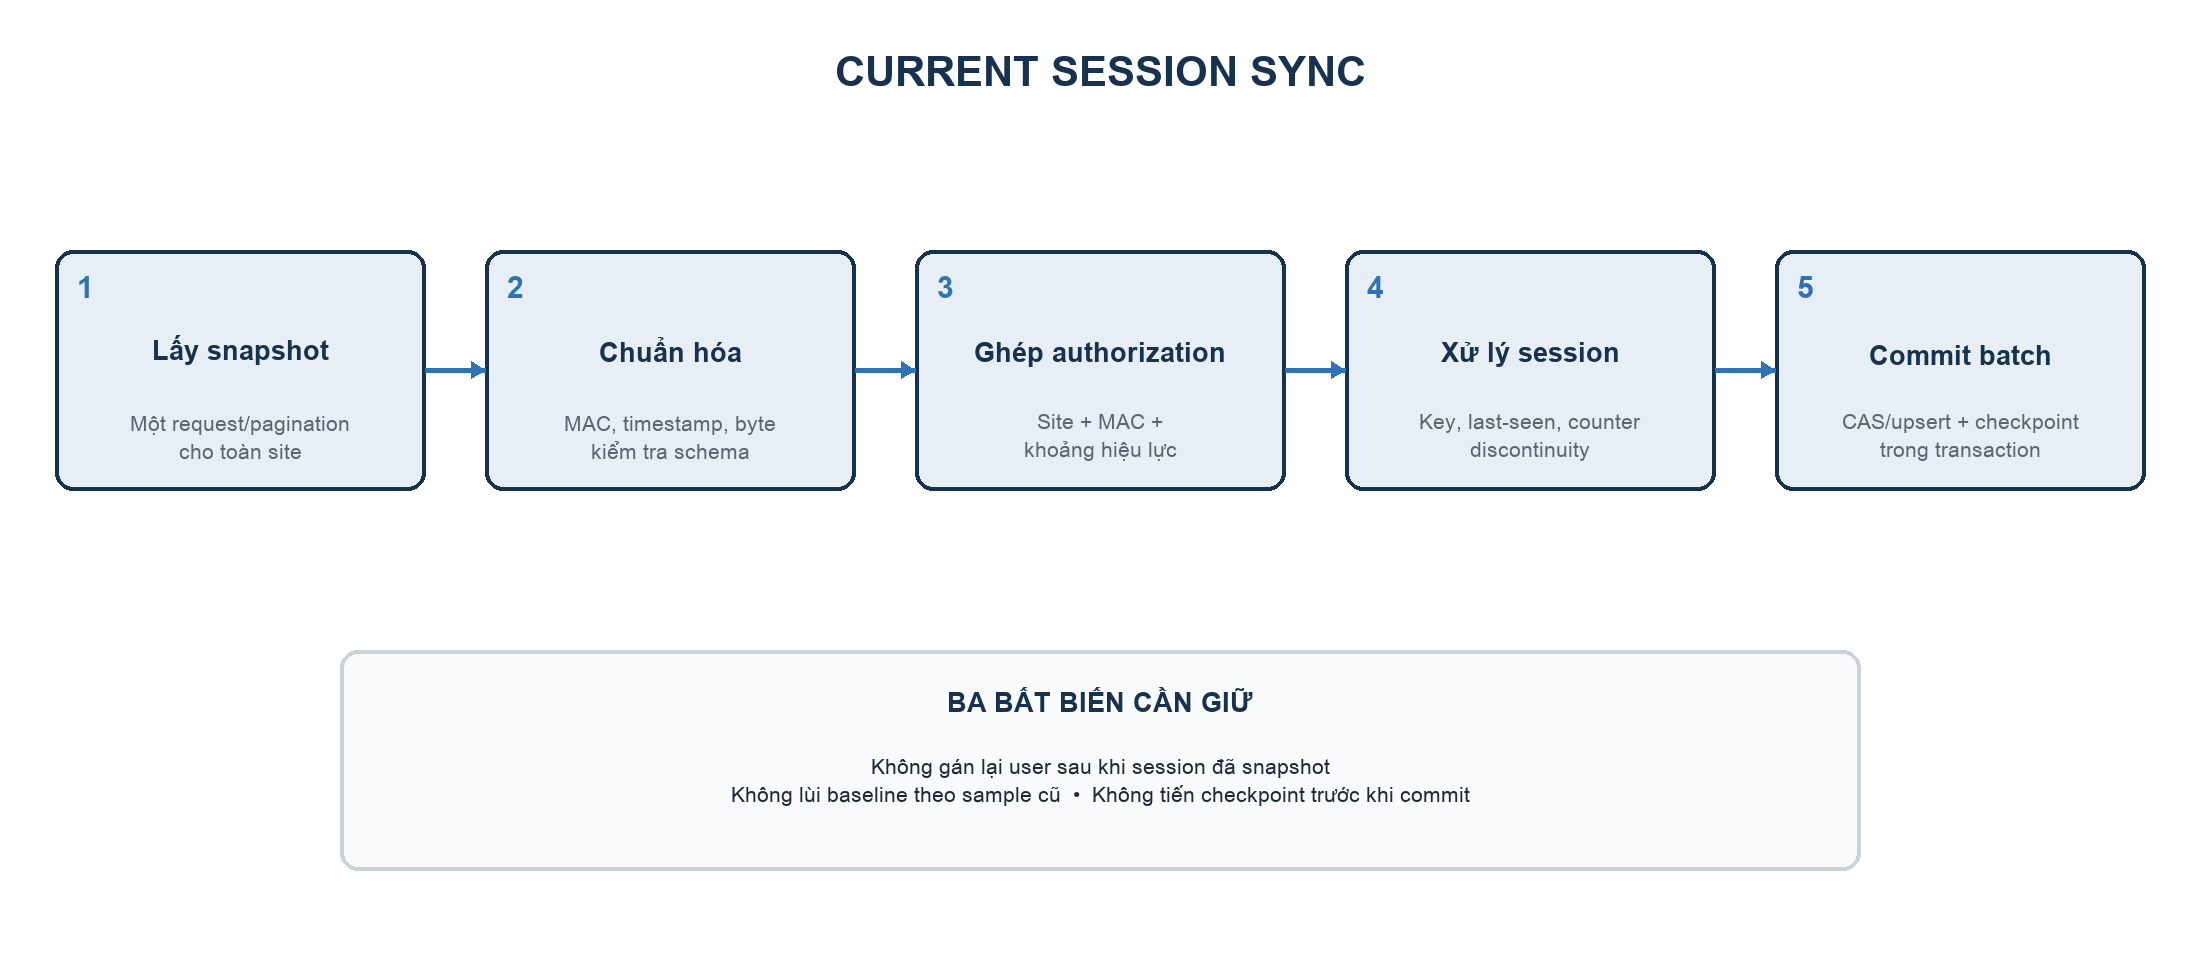 CURRENT SESSION SYNC
1
Lấy snapshot
Một request/pagination
cho toàn site
2
Chuẩn hóa
MAC, timestamp, byte
kiểm tra schema
3
Ghép authorization
Site + MAC +
khoảng hiệu lực
4
Xử lý session
Key, last-seen, counter
discontinuity
5
Commit batch
CAS/upsert + checkpoint
trong transaction
BA BẤT BIẾN CẦN GIỮ
Không gán lại user sau khi session đã snapshot
Không lùi baseline theo sample cũ • Không tiến checkpoint trước khi commit